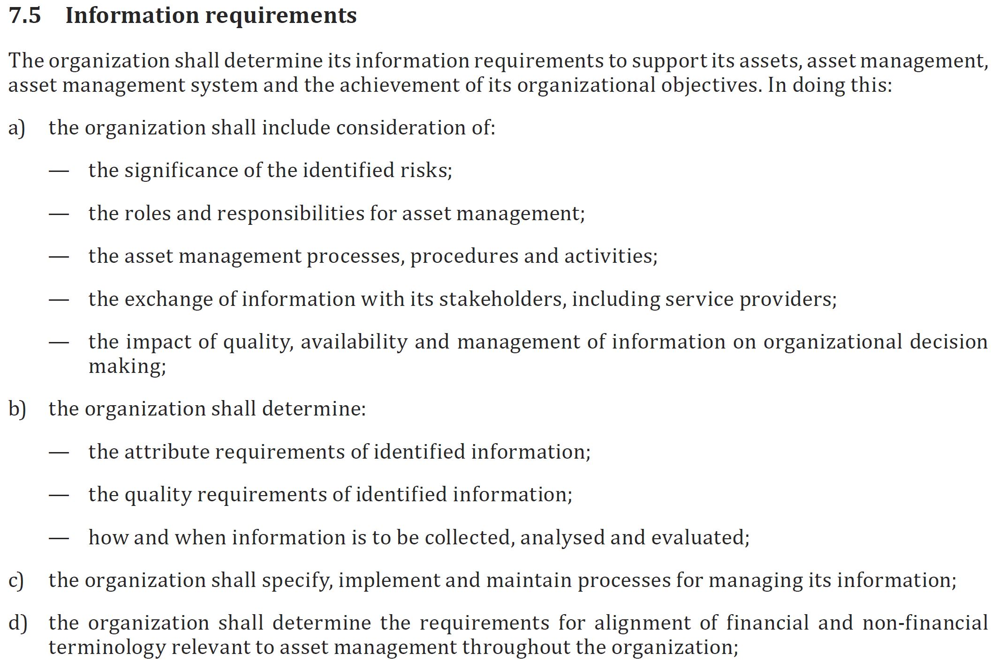 7.5 Information requirements
The organization shall determine its information requirements to support its assets, asset management,
asset management system and the achievement of its organizational objectives. In doing this:
a) the organization shall include consideration of:
— the significance of the identified risks;
— the roles and responsibilities for asset management;
— the asset management processes, procedures and activities;
— the exchange of information with its stakeholders, including service providers;
— the impact of quality, availability and management of information on organizational decision
making;
b) the organization shall determine:
— the attribute requirements of identified information;
— the quality requirements of identified information;
— how and when information is to be collected, analysed and evaluated;
c) the organization shall specify, implement and maintain processes for managing its information;
d) the organization shall determine the requirements for alignment of financial and non-financial
terminology relevant to asset management throughout the organization;